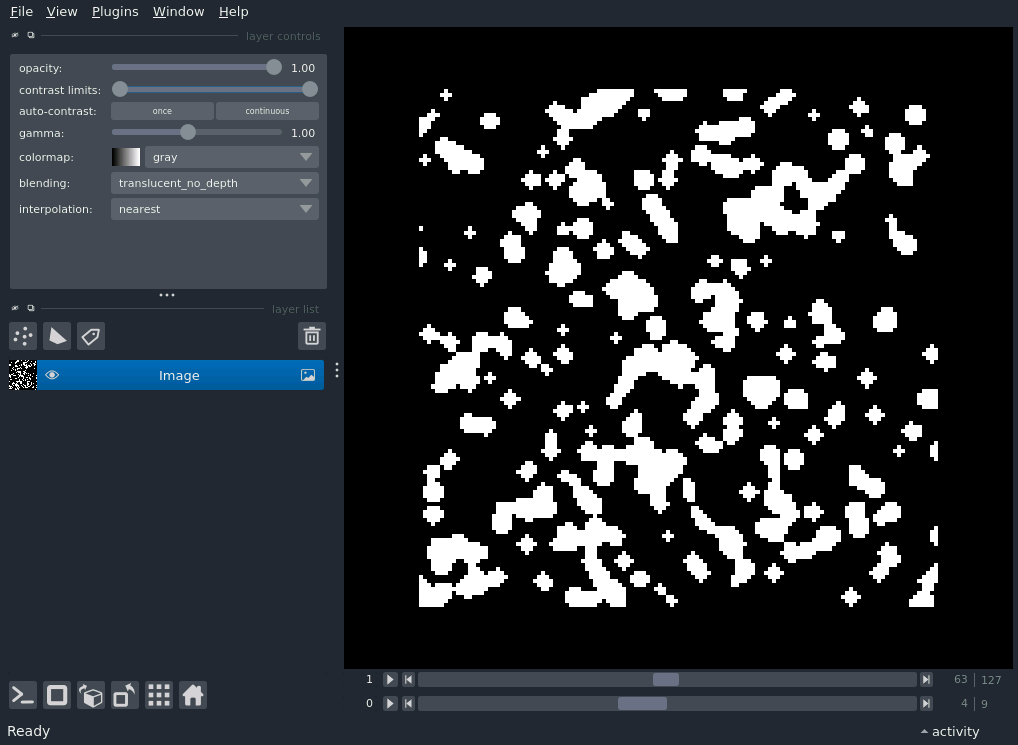 File View Plugins Window Help
layer controls
opacity: 1.00
contrast limits:
auto-contrast: once continuous
gamma: 1.00
colormap: gray
blending: translucent_no_depth
interpolation: nearest
layer list
Image
1 63 127
0 4 9
Ready activity